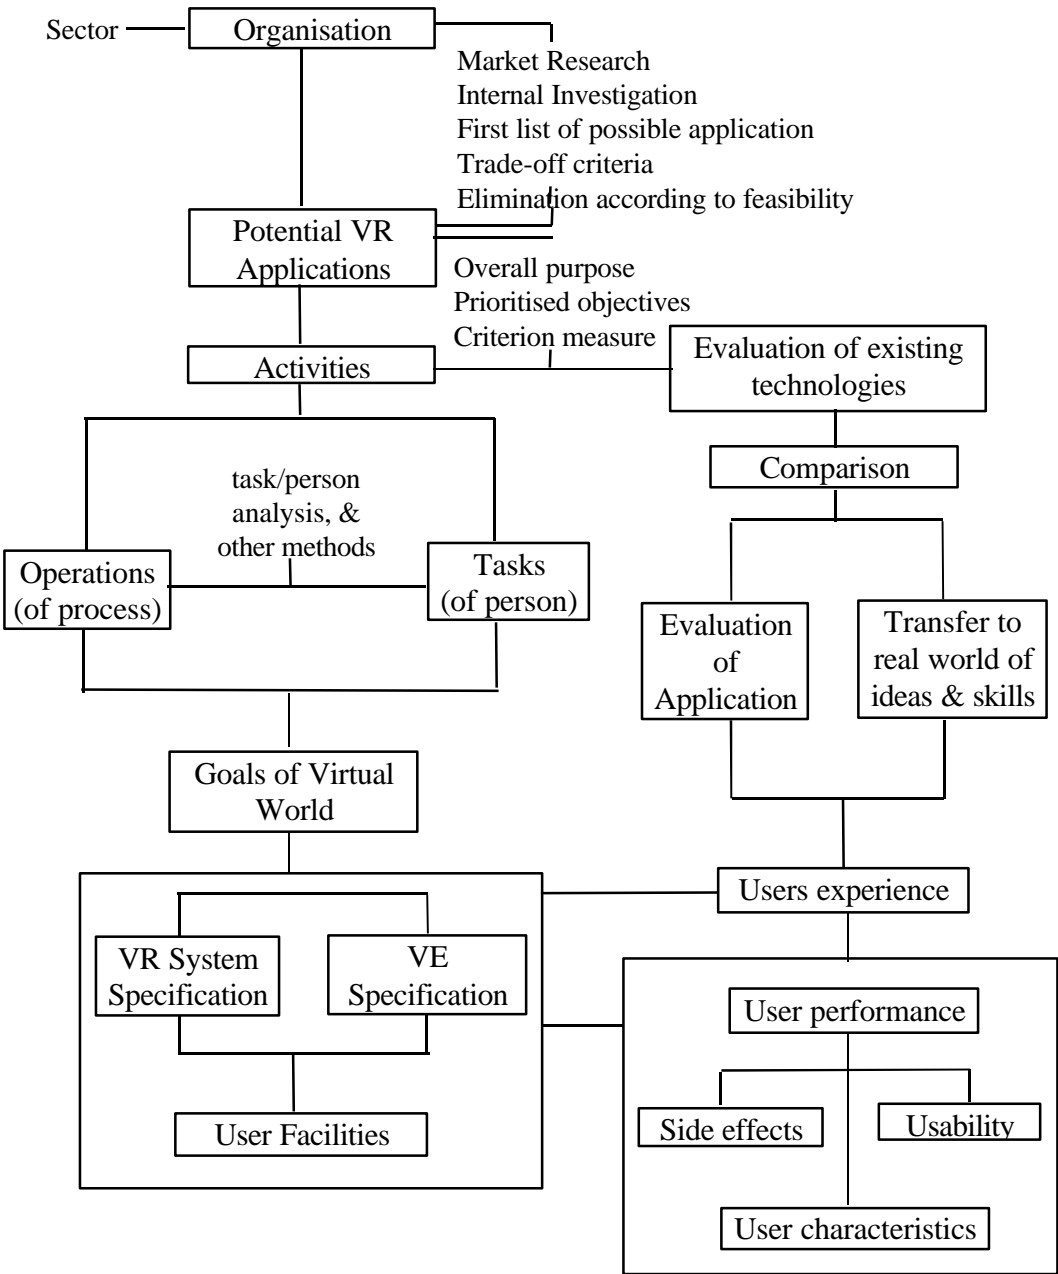 Sector
Organisation
Market Research
Internal Investigation
First list of possible application
Trade-off criteria
Elimination according to feasibility
Potential VR
Applications
Overall purpose
Prioritised objectives
Criterion measure
Activities
Evaluation of existing
technologies
Comparison
task/person
analysis, &
other methods
Operations
(of process)
Tasks
(of person)
Evaluation
of
Application
Transfer to
real world of
ideas & skills
Goals of Virtual
World
Users experience
VR System
Specification
VE
Specification
User Facilities
User performance
Side effects
Usability
User characteristics